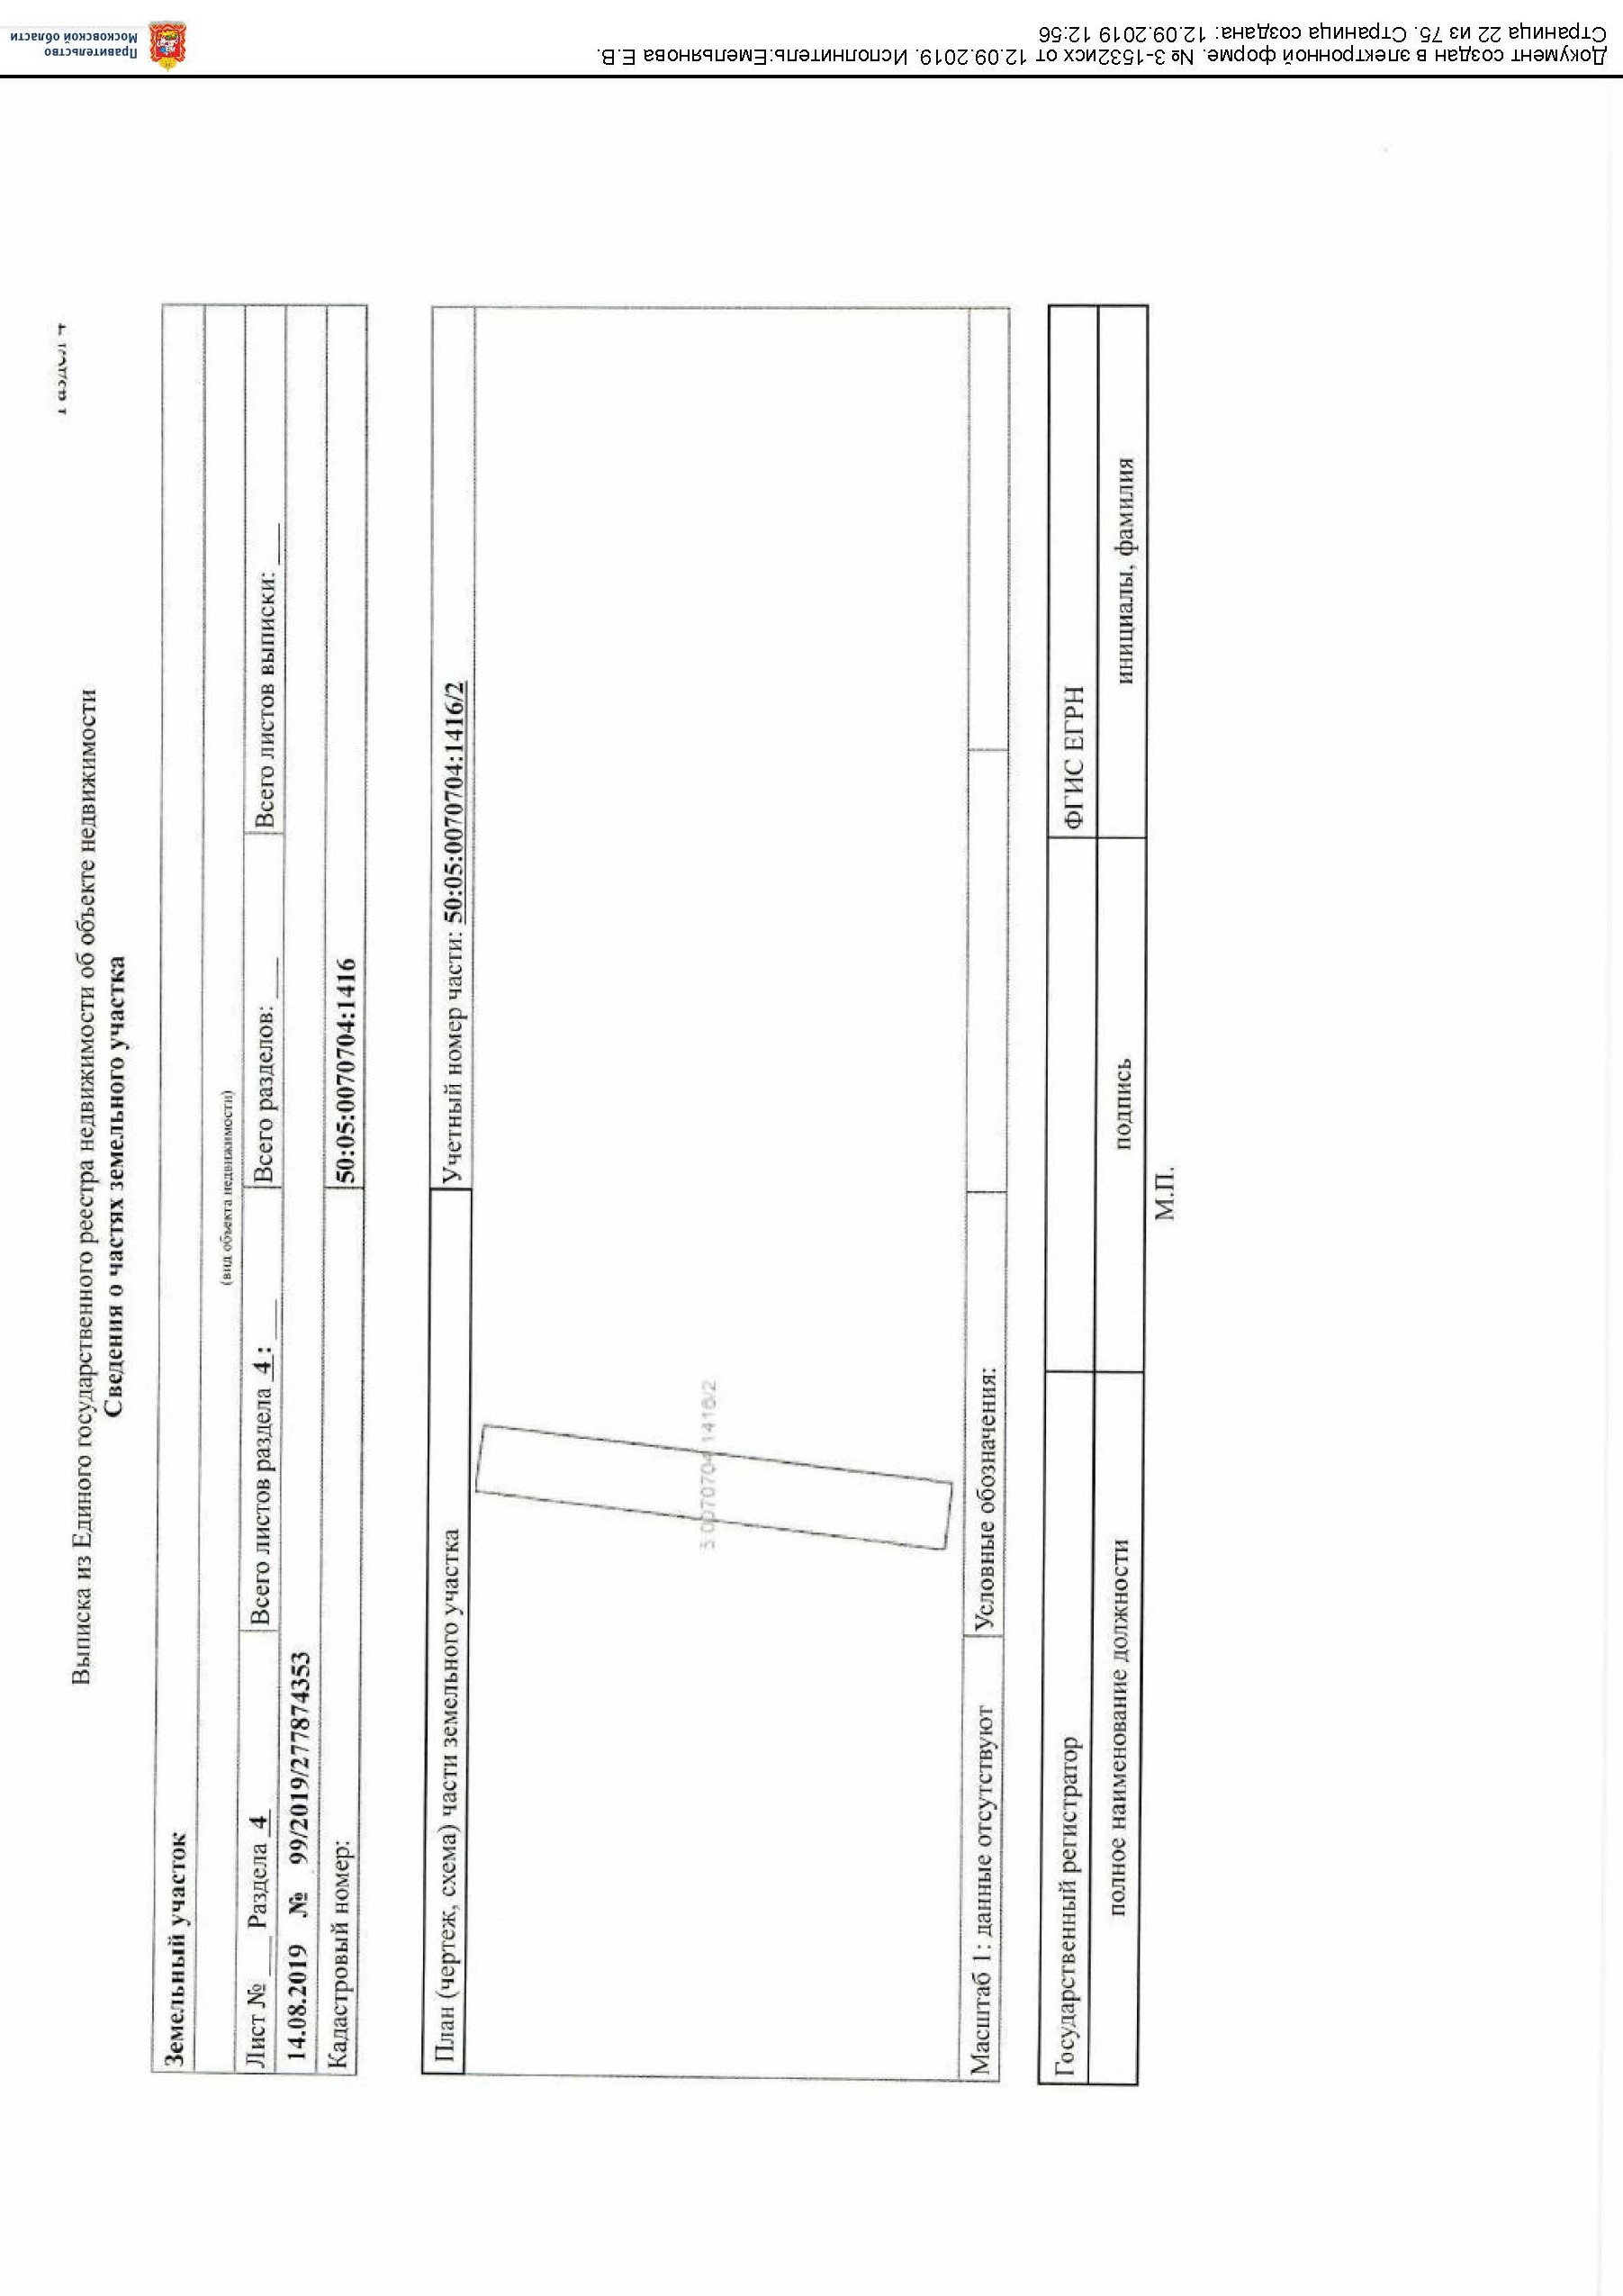 Документ создан в электронной форме. № 3-1532исх от 12.09.2019. Исполнитель:Емельянова Е.В.
Страница 22 из 75. Страница создана: 12.09.2019 12:56
Правительство
Московской области
Выписка из Единого государственного реестра недвижимости об объекте недвижимости
Сведения о частях земельного участка
Земельный участок
(вид объекта недвижимости)
Лист № ___ Раздела 4 Всего листов раздела 4 : ___ Всего разделов: ___ Всего листов выписки: ___
14.08.2019 № 99/2019/277874353
Кадастровый номер: 50:05:0070704:1416
План (чертеж, схема) части земельного участка Учетный номер части: 50:05:0070704:1416/2
Масштаб 1: данные отсутствуют Условные обозначения:
Государственный регистратор ФГИС ЕГРН
полное наименование должности подпись инициалы, фамилия
М.П.